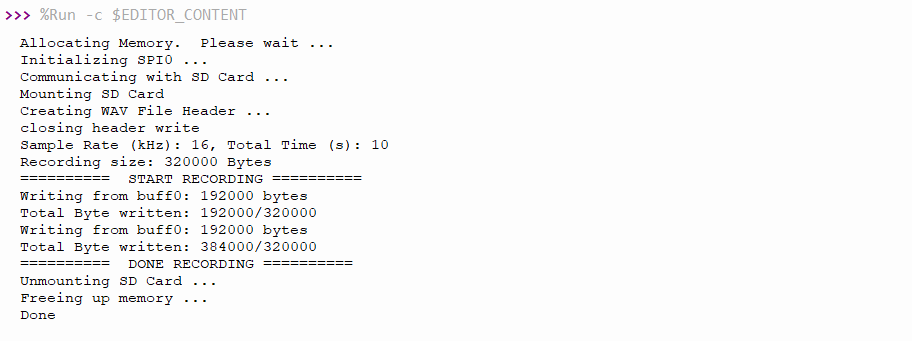 >>> %Run -c $EDITOR_CONTENT
Allocating Memory.  Please wait ...
Initializing SPI0 ...
Communicating with SD Card ...
Mounting SD Card
Creating WAV File Header ...
closing header write
Sample Rate (kHz): 16, Total Time (s): 10
Recording size: 320000 Bytes
==========  START RECORDING ==========
Writing from buff0: 192000 bytes
Total Byte written: 192000/320000
Writing from buff0: 192000 bytes
Total Byte written: 384000/320000
==========  DONE RECORDING ==========
Unmounting SD Card ...
Freeing up memory ...
Done